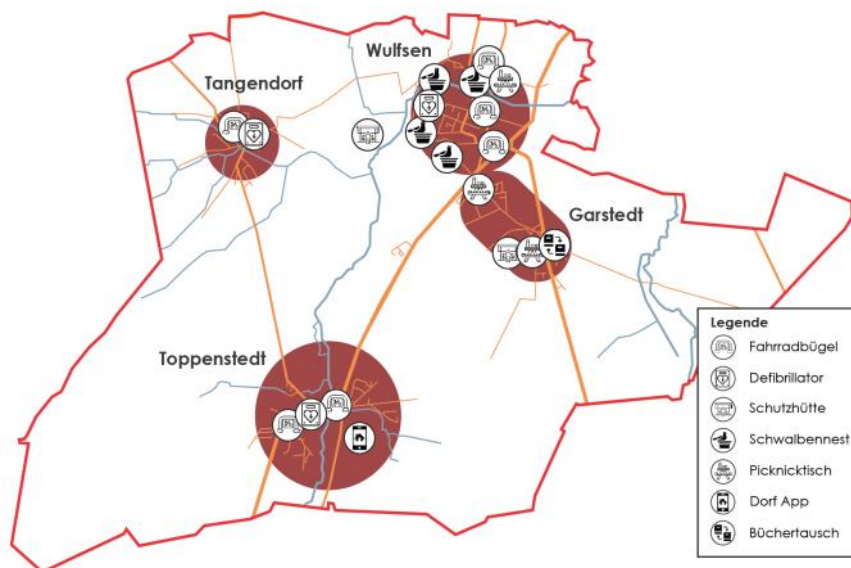 Wulfsen
Tangendorf
Garstedt
Toppenstedt
Legende
Fahrradbügel
Defibrillator
Schutzhütte
Schwalbennest
Picknicktisch
Dorf App
Büchertausch